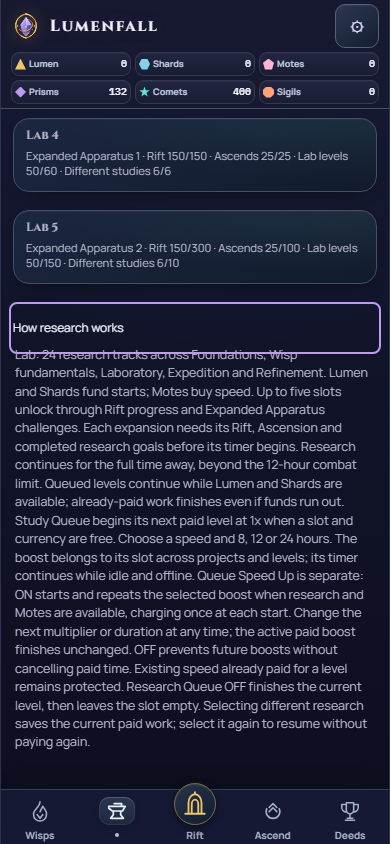 Lumenfall
Lumen 0
Shards 0
Motes 0
Prisms 132
Comets 400
Sigils 0
Lab 4
Expanded Apparatus 1 · Rift 150/150 · Ascends 25/25 · Lab levels
50/60 · Different studies 6/6
Lab 5
Expanded Apparatus 2 · Rift 150/300 · Ascends 25/100 · Lab levels
50/150 · Different studies 6/10
How research works
Lab: 24 research tracks across Foundations, Wisp
fundamentals, Laboratory, Expedition and Refinement. Lumen
and Shards fund starts; Motes buy speed. Up to five slots
unlock through Rift progress and Expanded Apparatus
challenges. Each expansion needs its Rift, Ascension and
completed research goals before its timer begins. Research
continues for the full time away, beyond the 12-hour combat
limit. Queued levels continue while Lumen and Shards are
available; already-paid work finishes even if funds run out.
Study Queue begins its next paid level at 1x when a slot and
currency are free. Choose a speed and 8, 12 or 24 hours. The
boost belongs to its slot across projects and levels; its timer
continues while idle and offline. Queue Speed Up is separate:
ON starts and repeats the selected boost when research and
Motes are available, charging once at each start. Change the
next multiplier or duration at any time; the active paid boost
finishes unchanged. OFF prevents future boosts without
cancelling paid time. Existing speed already paid for a level
remains protected. Research Queue OFF finishes the current
level, then leaves the slot empty. Selecting different research
saves the current paid work; select it again to resume without
paying again.
Wisps
Rift
Ascend
Deeds